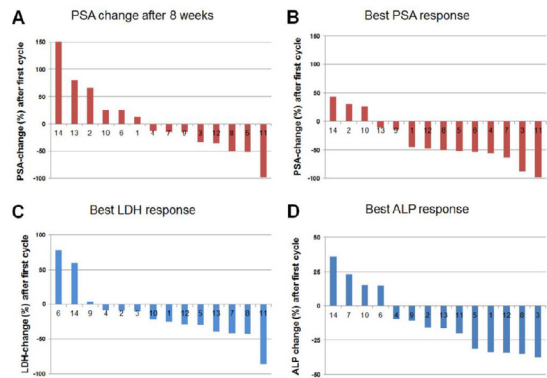 A
PSA change after 8 weeks
PSA-change (%) after first cycle
150
100
50
0
-50
-100
14 13 2 10 6 1 4 7 9 3 12 8 5 11
B
Best PSA response
PSA-change (%) after first cycle
150
100
50
0
-50
-100
14 2 10 13 9 1 12 8 5 6 4 7 3 11
C
Best LDH response
LDH-change (%) after first cycle
100
50
0
-50
-100
6 14 9 4 2 3 10 1 5 12 13 7 8 11
D
Best ALP response
ALP change (%) after first cycle
50
25
0
-25
-50
14 7 10 6 4 9 2 13 11 5 1 12 8 3